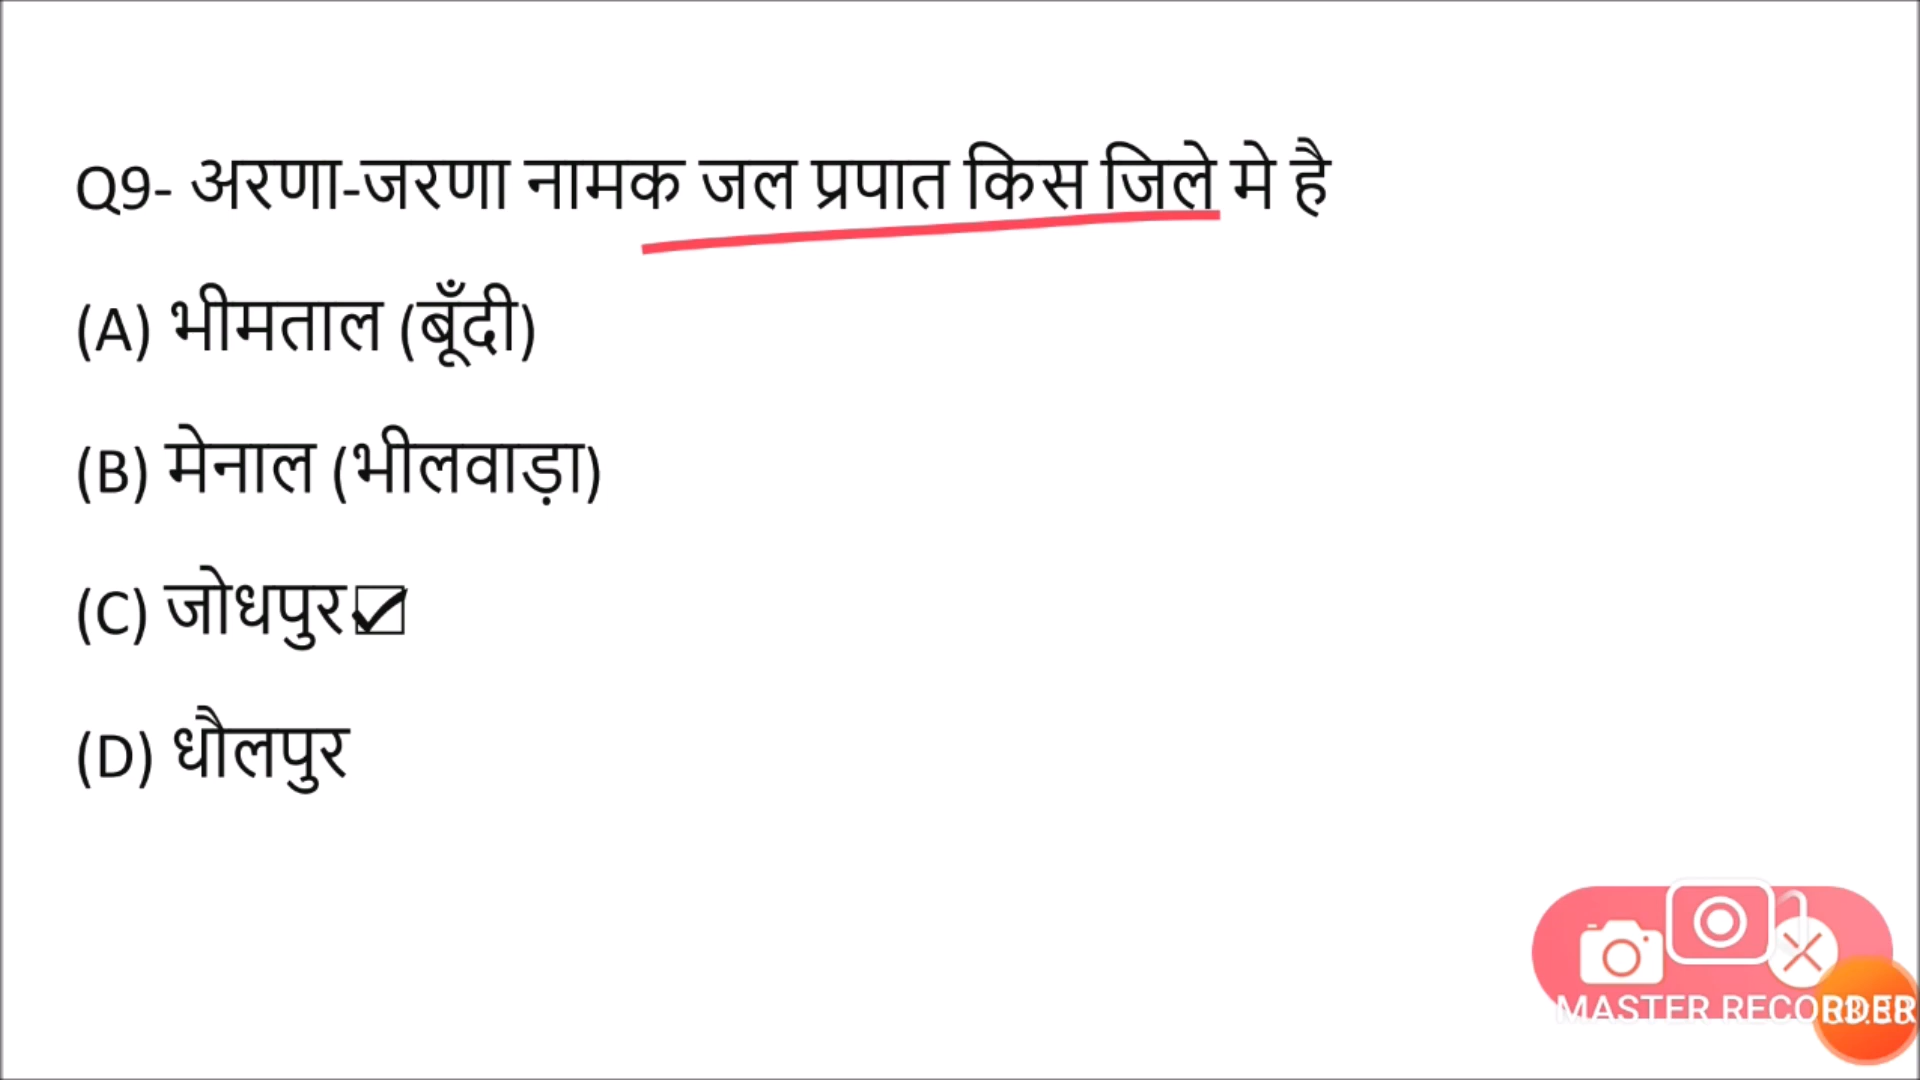 Q9- अरणा-जरणा नामक जल प्रपात किस जिले मे है
(A) भीमताल (बूँदी)
(B) मेनाल (भीलवाड़ा)
(C) जोधपुर☑
(D) धौलपुर
MASTER RECORDER